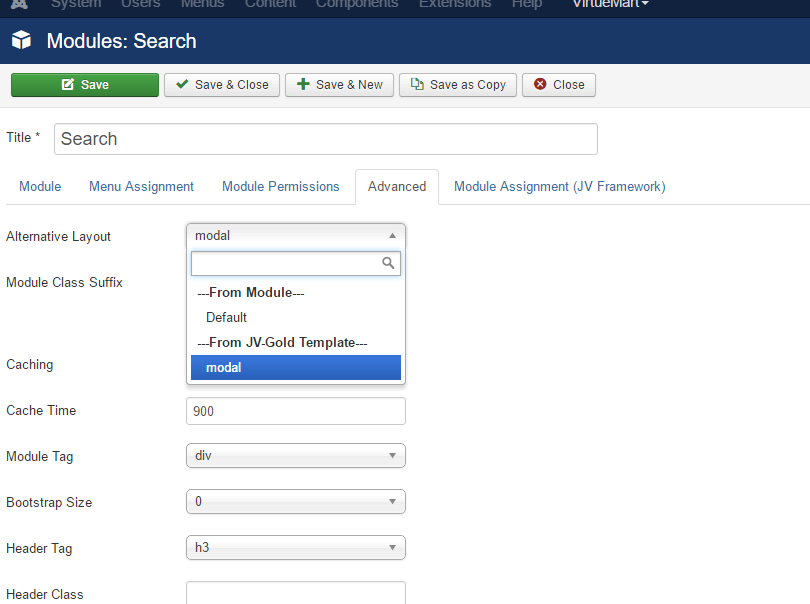 System Users Menus Content Components Extensions Help VirtueMart
Modules: Search
Save Save & Close Save & New Save as Copy Close
Title * Search
Module Menu Assignment Module Permissions Advanced Module Assignment (JV Framework)
Alternative Layout modal
Module Class Suffix
---From Module---
Default
---From JV-Gold Template---
Caching modal
Cache Time 900
Module Tag div
Bootstrap Size 0
Header Tag h3
Header Class